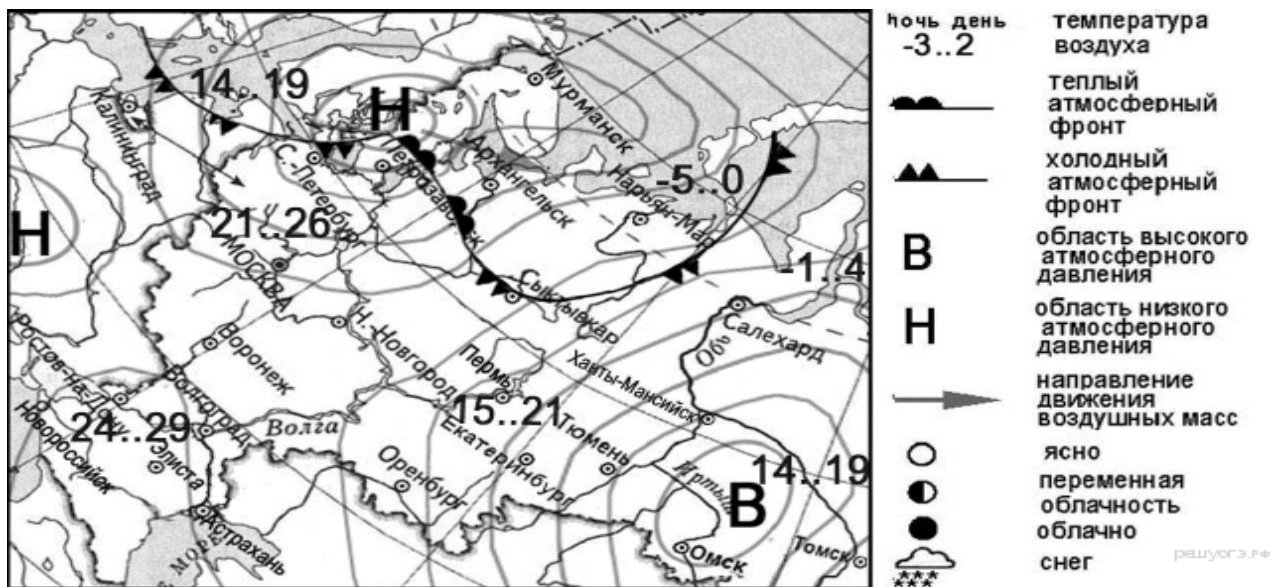 14..19
Н
Мурманск
Калининград
С.-Петербург
Петрозаводск
Архангельск
-5..0
Нарьян-Мар
Н
21..26
МОСКВА
Сыктывкар
-1..4
Салехард
Обь
Воронеж
Н.-Новгород
Пермь
Ханты-Мансийск
Ростов-на-Дону
Волгоград
15..21
24..29
Волга
Екатеринбург
Тюмень
Новороссийск
Элиста
Оренбург
Иртыш
14..19
В
Астрахань
МОРЕ
Омск
Томск
ночь день
-3..2
температура
воздуха
теплый
атмосферный
фронт
холодный
атмосферный
фронт
В
область высокого
атмосферного
давления
Н
область низкого
атмосферного
давления
направление
движения
воздушных масс
ясно
переменная
облачность
облачно
снег
решуогэ.рф